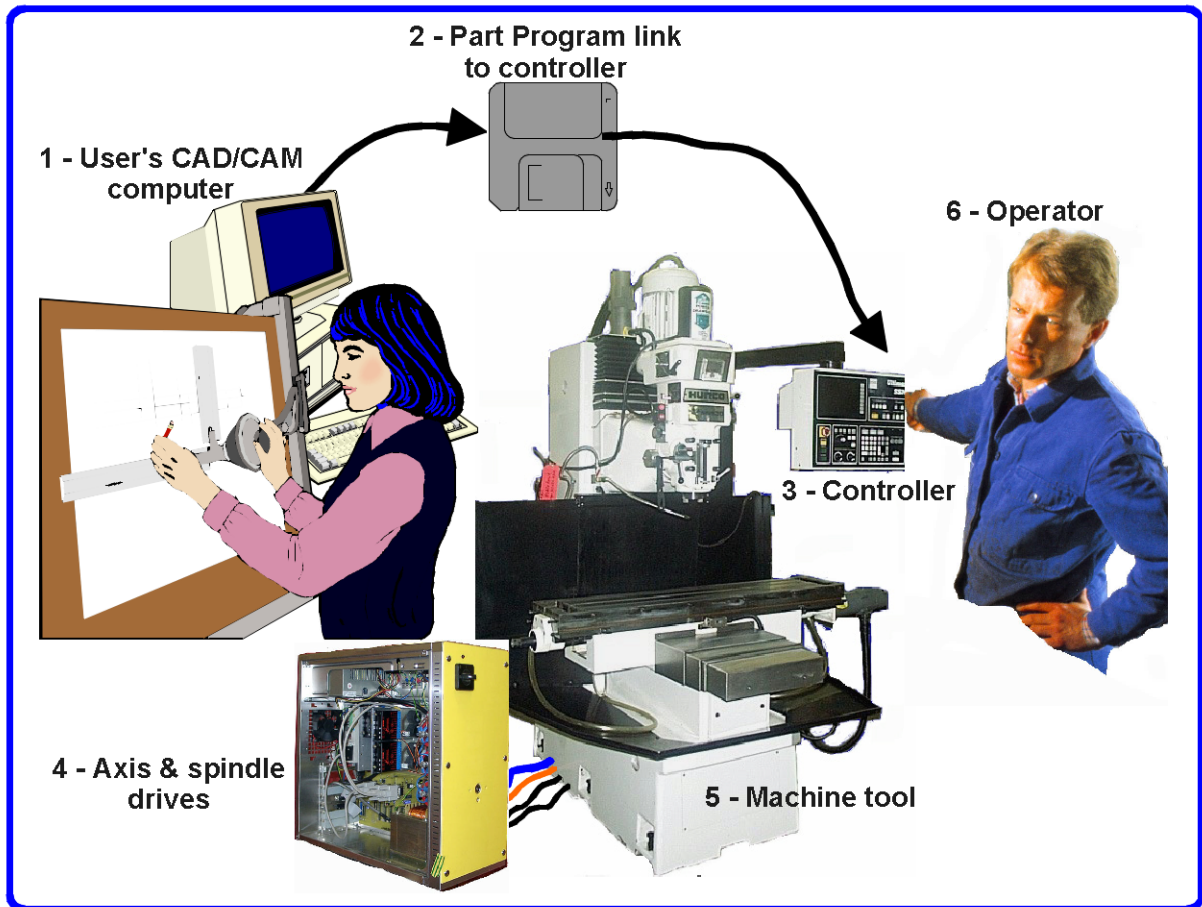 2 - Part Program link
to controller
1 - User's CAD/CAM
computer
6 - Operator
HURCO
3 - Controller
4 - Axis & spindle
drives
5 - Machine tool